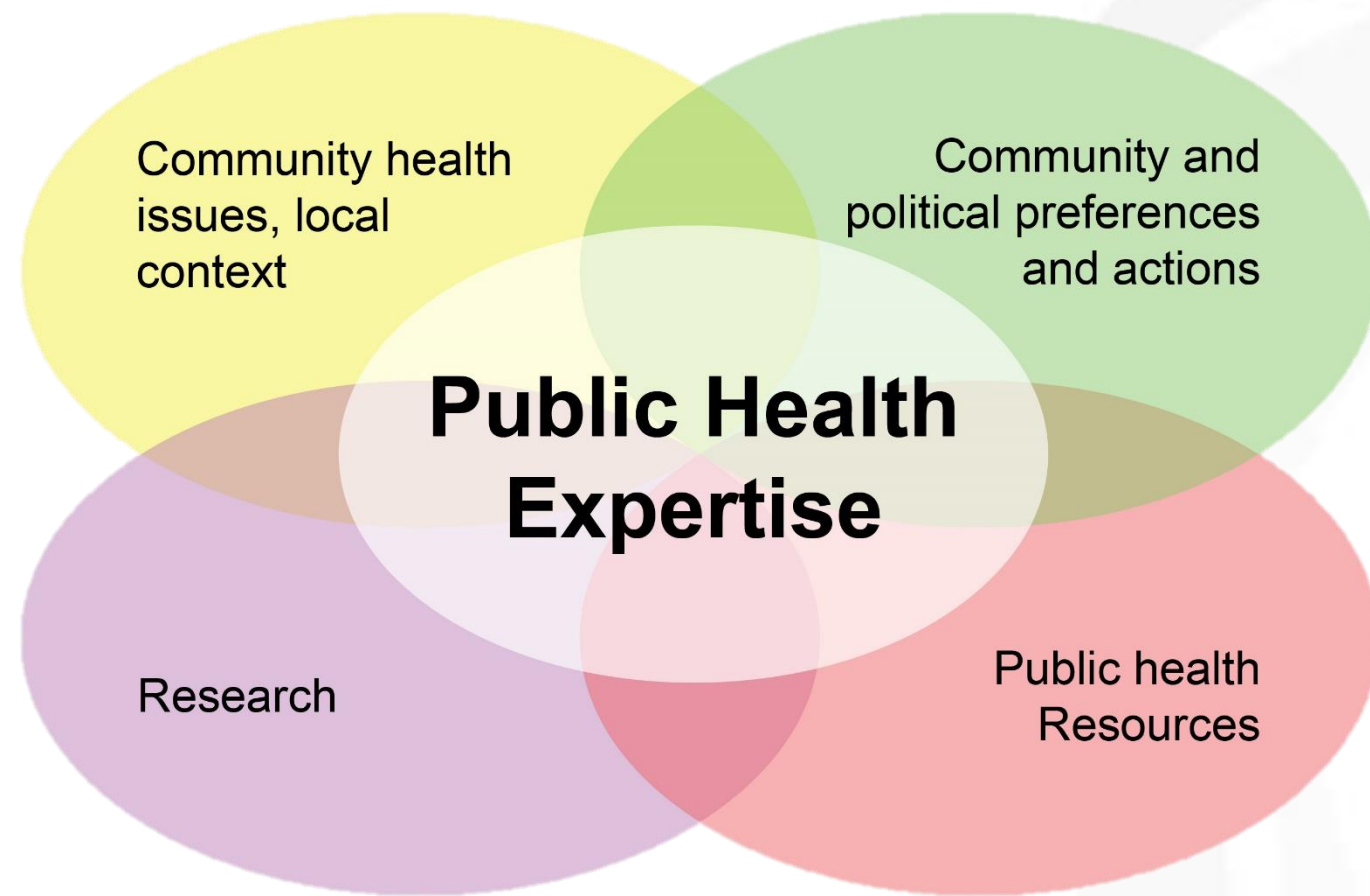 Community health
issues, local
context
Community and
political preferences
and actions
Public Health
Expertise
Research
Public health
Resources